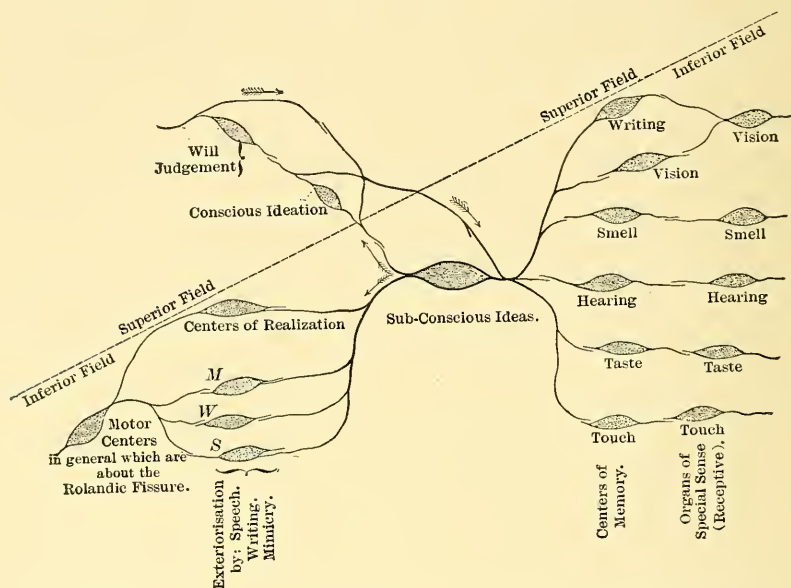 Superior Field
Inferior Field
Will
Judgement
Conscious Ideation
Superior Field
Inferior Field
Centers of Realization
Sub-Conscious Ideas.
M
W
S
Motor
Centers
in general which are
about the
Rolandic Fissure.
Exteriorisation
by: Speech.
Writing.
Mimicry.
Writing
Vision
Vision
Smell
Smell
Hearing
Hearing
Taste
Taste
Touch
Touch
Centers of
Memory.
Organs of
Special Sense
(Receptive).